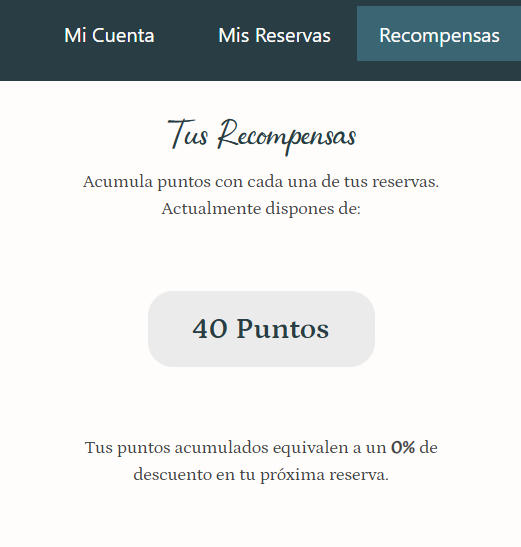 Mi Cuenta Mis Reservas Recompensas
Tus Recompensas
Acumula puntos con cada una de tus reservas.
Actualmente dispones de:
40 Puntos
Tus puntos acumulados equivalen a un 0% de
descuento en tu próxima reserva.